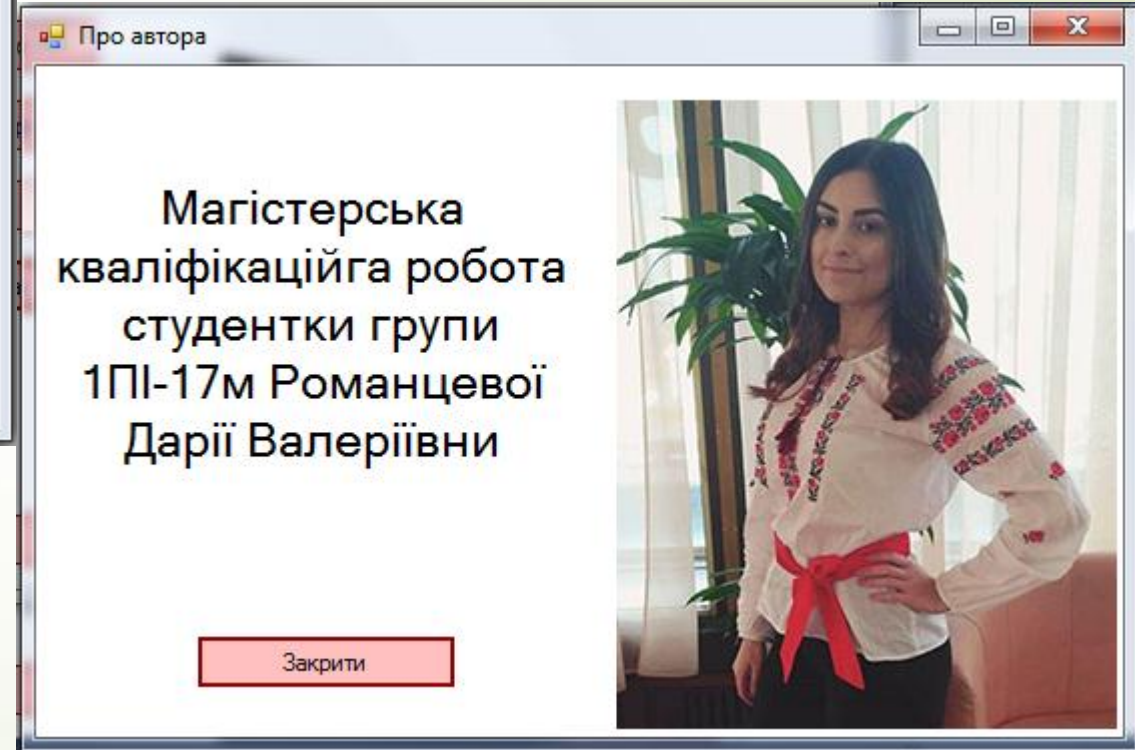 Про автора
Магістерська
кваліфікаційга робота
студентки групи
1ПІ-17м Романцевої
Дарії Валеріївни
Закрити